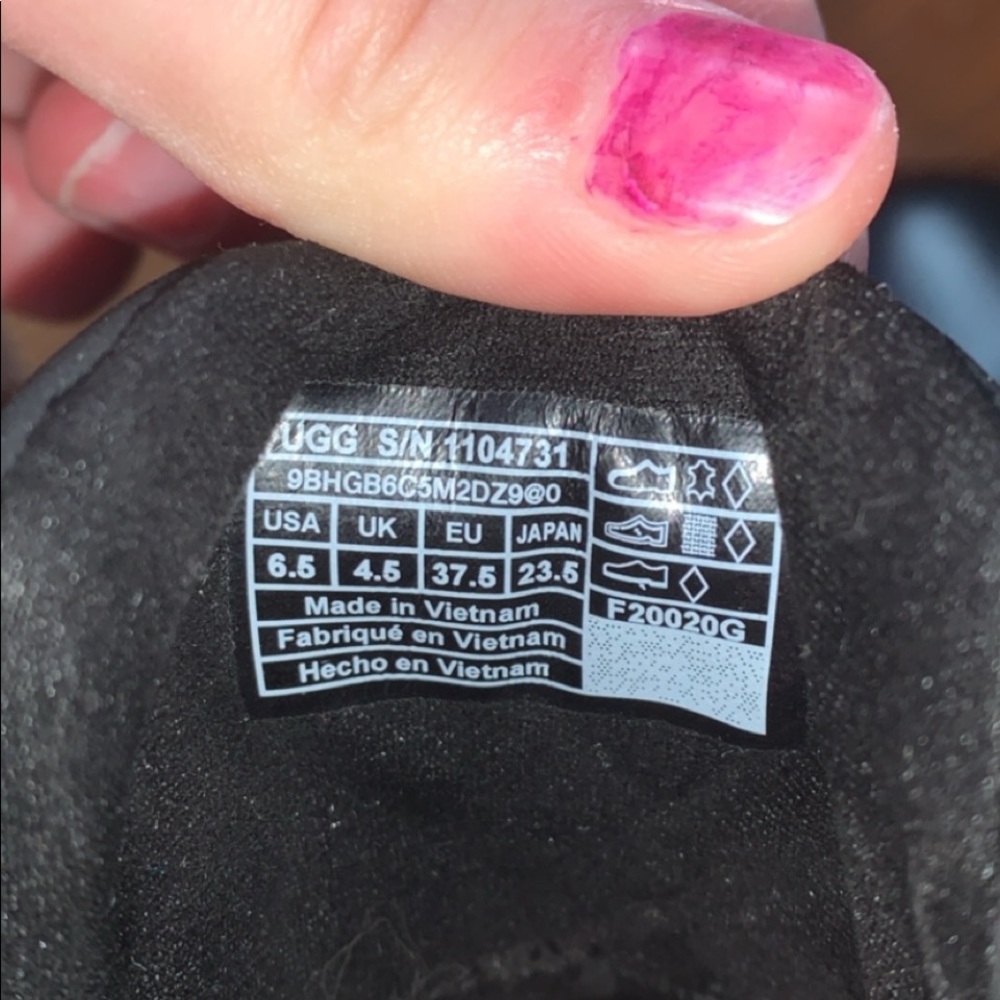 UGG S/N 1104731
9BHGB6C5M2DZ9@0
USA UK EU JAPAN
6.5 4.5 37.5 23.5
Made in Vietnam
Fabriqué en Vietnam
Hecho en Vietnam
F20020G